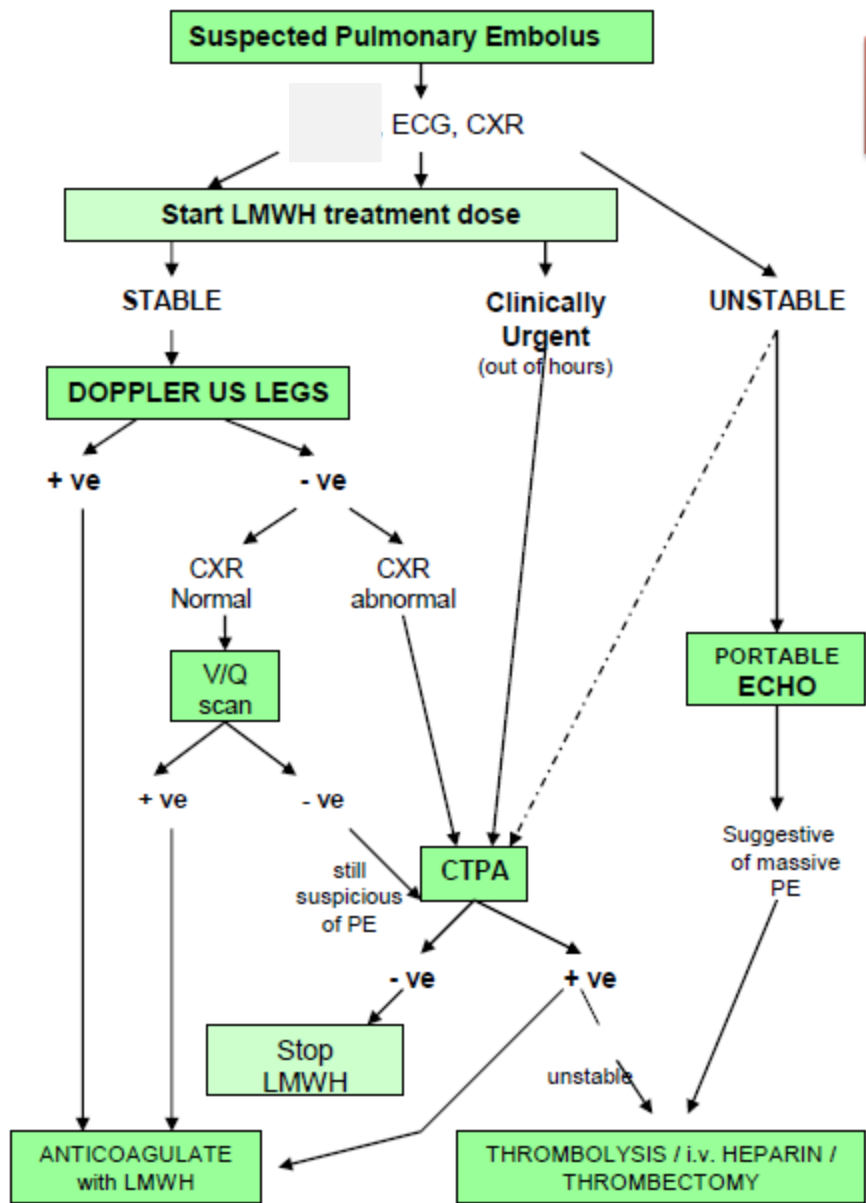 Suspected Pulmonary Embolus
, ECG, CXR
Start LMWH treatment dose
STABLE
Clinically
Urgent
(out of hours)
UNSTABLE
DOPPLER US LEGS
+ ve
- ve
CXR
Normal
CXR
abnormal
V/Q
scan
PORTABLE
ECHO
+ ve
- ve
still
suspicious
of PE
CTPA
Suggestive
of massive
PE
- ve
+ ve
Stop
LMWH
unstable
ANTICOAGULATE
with LMWH
THROMBOLYSIS / i.v. HEPARIN /
THROMBECTOMY